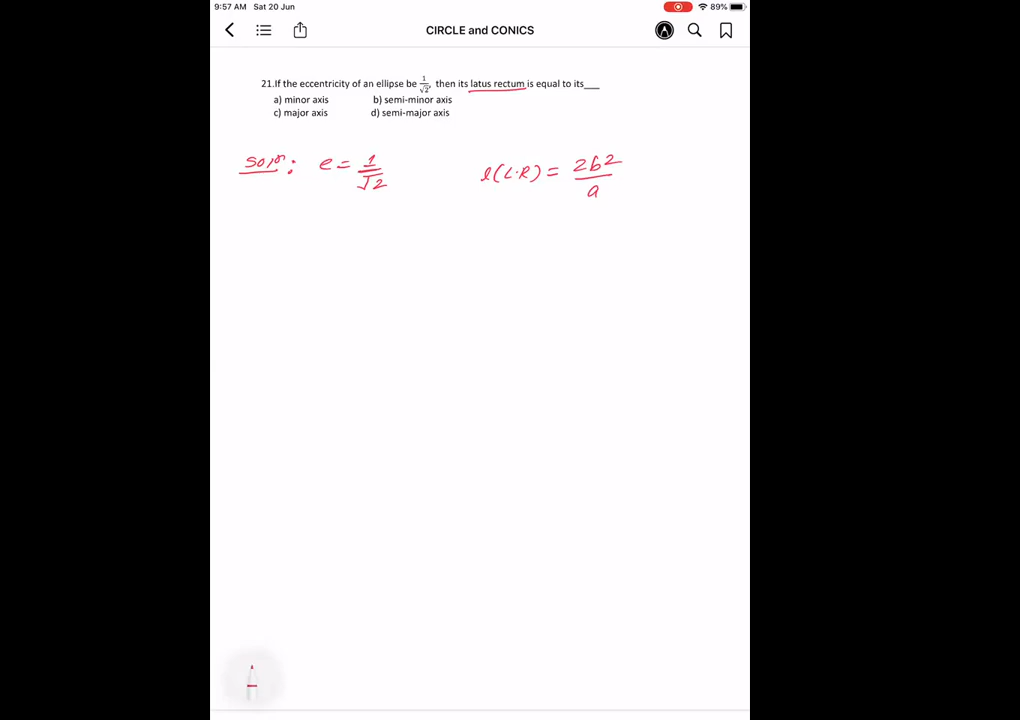 9:57 AM Sat 20 Jun 89%
CIRCLE and CONICS
21.If the eccentricity of an ellipse be 1/√2, then its latus rectum is equal to its___
a) minor axis b) semi-minor axis
c) major axis d) semi-major axis
Soln: e = 1/√2 l(L.R) = 2b²/a